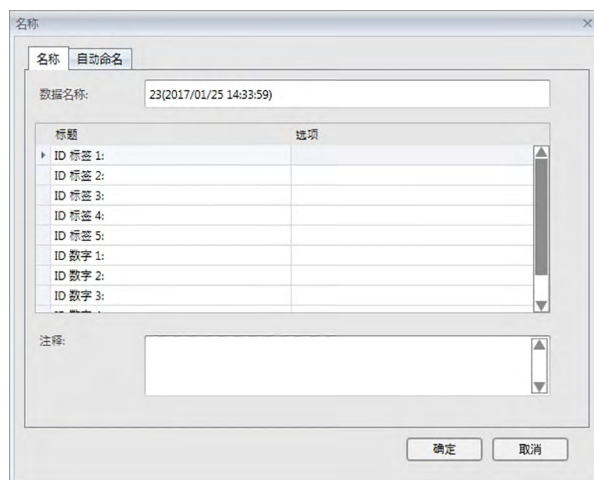 名称
名称 自动命名
数据名称: 23(2017/01/25 14:33:59)
标题 选项
ID 标签 1:
ID 标签 2:
ID 标签 3:
ID 标签 4:
ID 标签 5:
ID 数字 1:
ID 数字 2:
ID 数字 3:
注释:
确定 取消